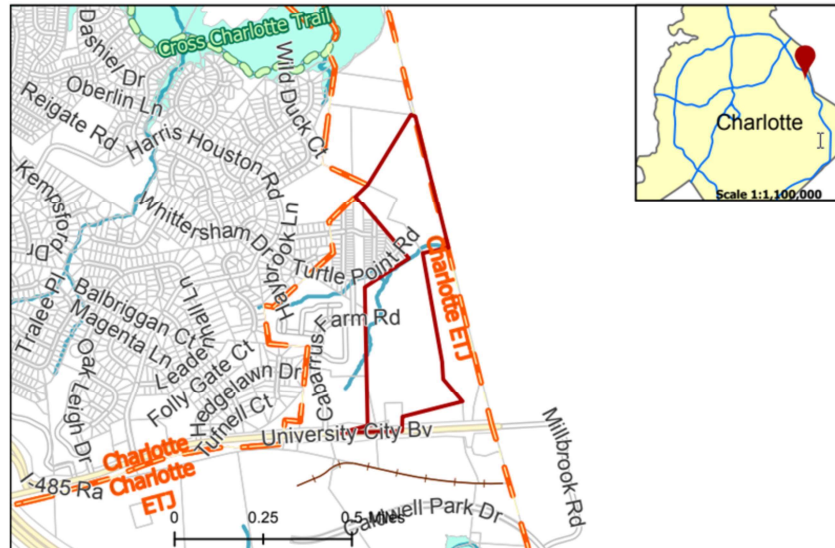 Cross Charlotte Trail
Dashier Dr
Oberlin Ln
Reigate Rd
Wild Duck Ct
Harris Houston Rd
Kempsford Dr
Whittersham Dr
Haybrook Ln
Turtle Point Rd
Charlotte ETJ
Tralee Pl
Balbriggan Ct
Magenta Ln
Leadenhall Ln
Folly Gate Ct
Hedgelawn Dr
Tufnell Ct
Cabarrus Farm Rd
Oak Leigh Dr
University City Bv
Charlotte
Charlotte
ETJ
I-485 Ra
Millbrook Rd
Caldwell Park Dr
0
0.25
0.5 Miles
Charlotte
Scale 1:1,100,000